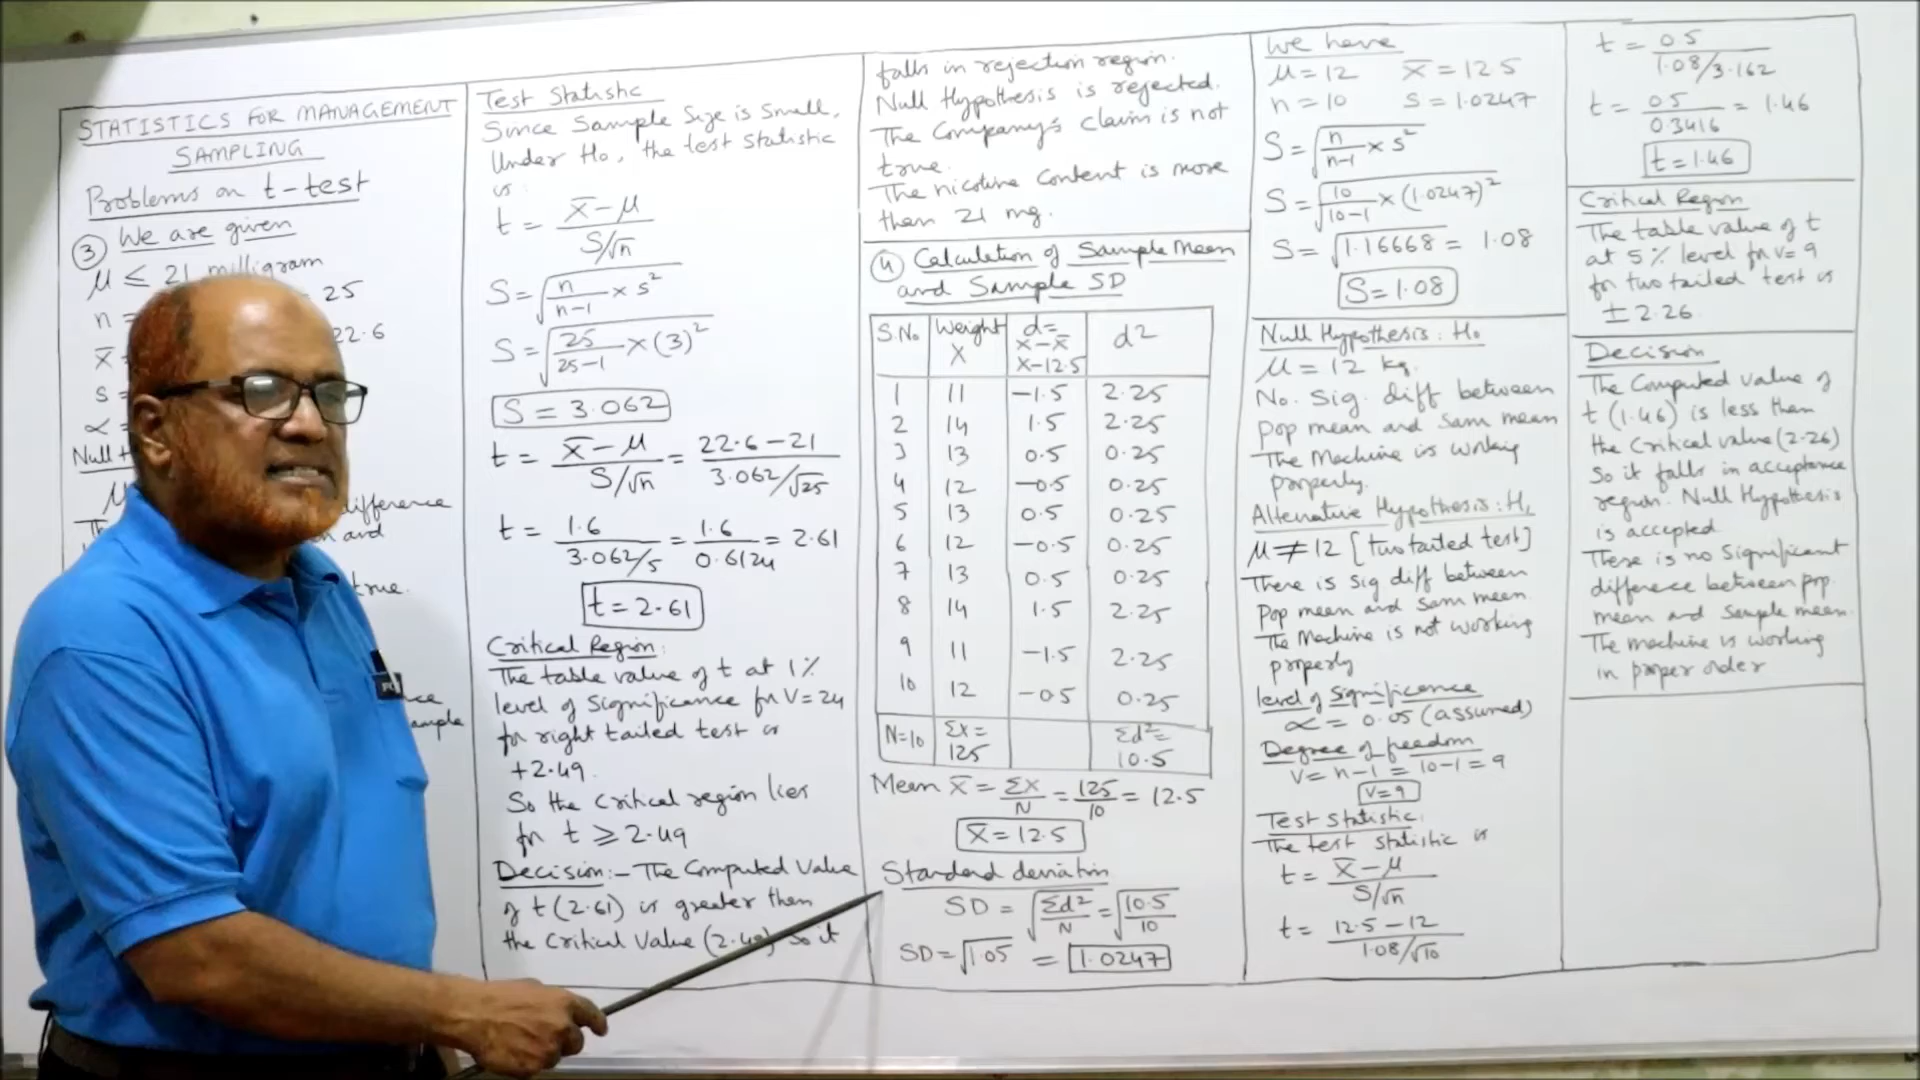 STATISTICS FOR MANAGEMENT
SAMPLING
Problems on t-test
③ We are given
μ ≤ 21 milligram
n = 25
x̄ = 22.6
s =
α =
Null H
μ
Th difference
n and
true.
nce
ample
Test Statistic
Since Sample Size is Small,
Under H₀, the test statistic
is:
t = x̄ - μ / S/√n
S = √(n/n-1 × s²)
S = √(25/25-1 × (3)²)
S = 3.062
t = x̄ - μ / S/√n = 22.6 - 21 / 3.062/√25
t = 1.6 / 3.062/5 = 1.6 / 0.6124 = 2.61
t = 2.61
Critical Region:
The table value of t at 1%
level of significance for V = 24
for right tailed test is
+2.49.
So the critical region lies
for t ≥ 2.49
Decision:- The Computed Value
of t (2.61) is greater than
the Critical Value (2.49) So it
falls in rejection region.
Null Hypothesis is rejected.
The Company's claim is not
true.
The nicotine content is more
than 21 mg.
④ Calculation of Sample Mean
and Sample SD
S.No Weight X d = x - x̄ x - 12.5 d2
1 11 -1.5 2.25
2 14 1.5 2.25
3 13 0.5 0.25
4 12 -0.5 0.25
5 13 0.5 0.25
6 12 -0.5 0.25
7 13 0.5 0.25
8 14 1.5 2.25
9 11 -1.5 2.25
10 12 -0.5 0.25
N=10 Σx = 125 Σd² = 10.5
Mean x̄ = Σx/N = 125/10 = 12.5
x̄ = 12.5
Standard deviation
SD = √(Σd²/N) = √(10.5/10)
SD = √1.05 = 1.0247
We have
μ = 12 x̄ = 12.5
n = 10 s = 1.0247
S = √(n/n-1 × s²)
S = √(10/10-1 × (1.0247)²)
S = √1.16668 = 1.08
S = 1.08
Null Hypothesis: H₀
μ = 12 kg.
No. sig. diff between
Pop mean and Sam mean
The Machine is working
properly.
Alternative Hypothesis: H₁
μ ≠ 12 [two tailed test]
There is sig diff between
Pop mean and Sam mean.
The Machine is not working
properly
level of significance
α = 0.05 (assumed)
Degree of freedom
V = n-1 = 10-1 = 9
V = 9
Test statistic.
The test statistic is
t = x̄ - μ / S/√n
t = 12.5 - 12 / 1.08/√10
t = 0.5 / 1.08/3.162
t = 0.5 / 0.3416 = 1.46
t = 1.46
Critical Region
The table value of t
at 5% level for V = 9
for two tailed test is
± 2.26.
Decision
The Computed value of
t (1.46) is less than
the Critical value (2.26)
So it falls in acceptance
region. Null Hypothesis
is accepted
There is no significant
difference between pop.
mean and sample mean.
The machine is working
in proper order